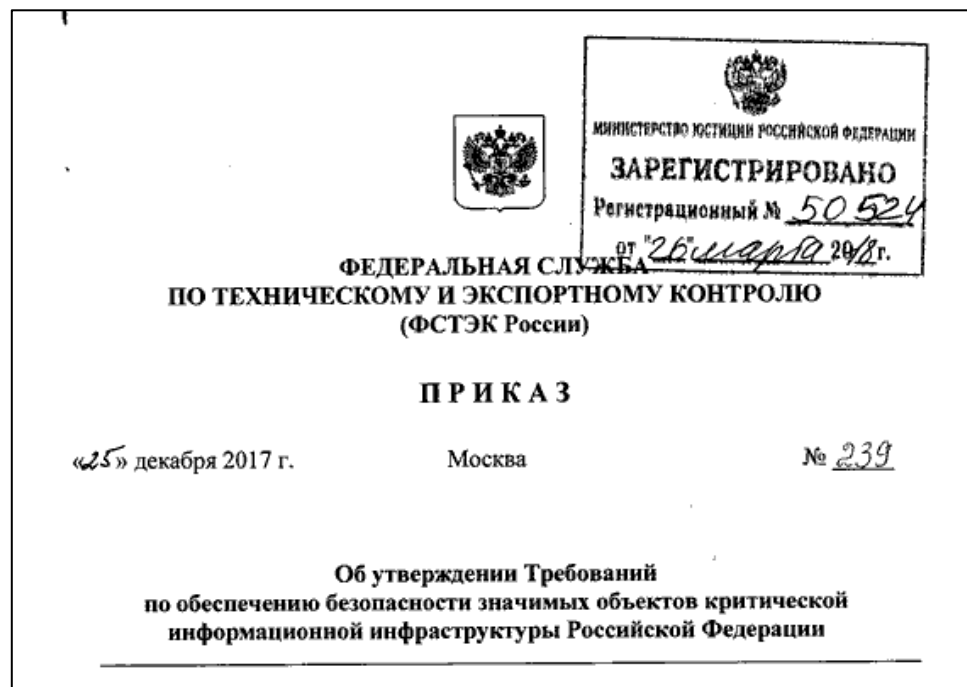 МИНИСТЕРСТВО ЮСТИЦИИ РОССИЙСКОЙ ФЕДЕРАЦИИ
ЗАРЕГИСТРИРОВАНО
Регистрационный № 50524
от "26" марта 2018 г.
ФЕДЕРАЛЬНАЯ СЛУЖБА
ПО ТЕХНИЧЕСКОМУ И ЭКСПОРТНОМУ КОНТРОЛЮ
(ФСТЭК России)
П Р И К А З
«25» декабря 2017 г. Москва № 239
Об утверждении Требований
по обеспечению безопасности значимых объектов критической
информационной инфраструктуры Российской Федерации